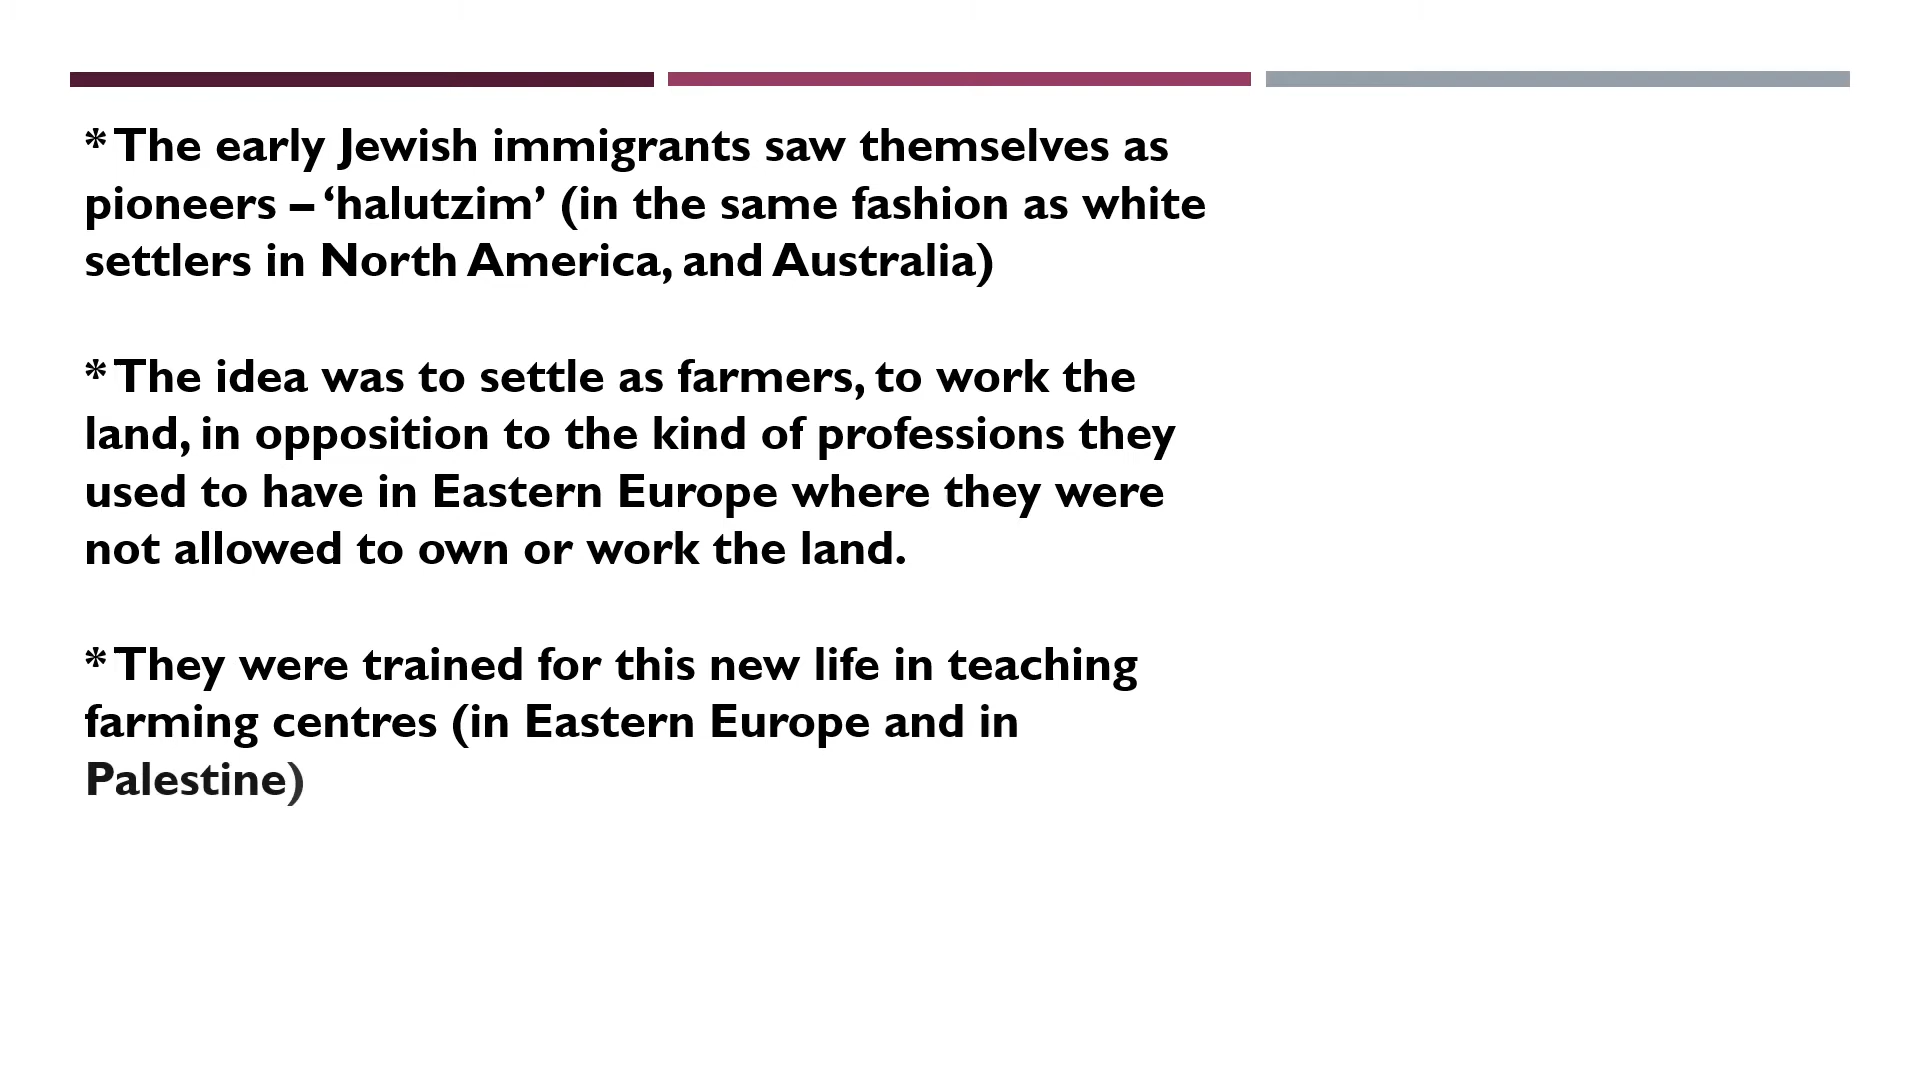 * The early Jewish immigrants saw themselves as
pioneers – ‘halutzim’ (in the same fashion as white
settlers in North America, and Australia)
* The idea was to settle as farmers, to work the
land, in opposition to the kind of professions they
used to have in Eastern Europe where they were
not allowed to own or work the land.
* They were trained for this new life in teaching
farming centres (in Eastern Europe and in
Palestine)